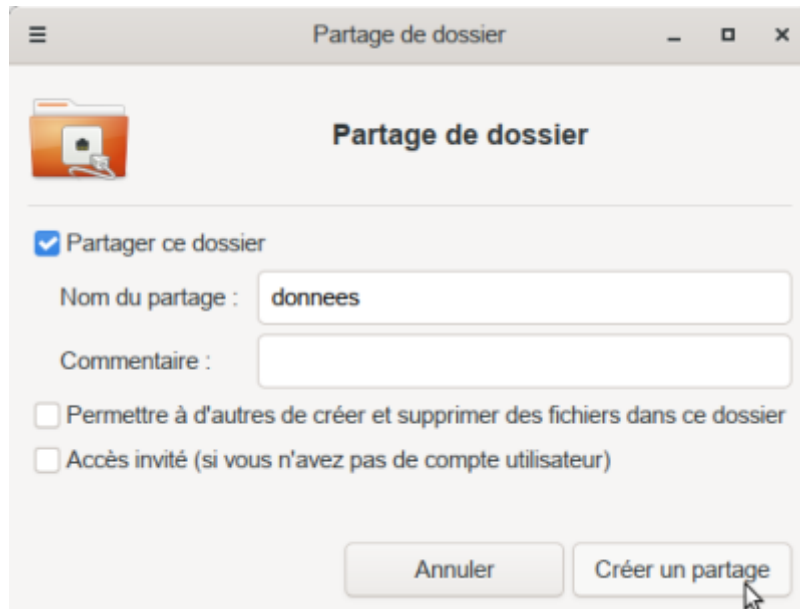 Partage de dossier
Partage de dossier
Partager ce dossier
Nom du partage : donnees
Commentaire :
Permettre à d'autres de créer et supprimer des fichiers dans ce dossier
Accès invité (si vous n'avez pas de compte utilisateur)
Annuler Créer un partage